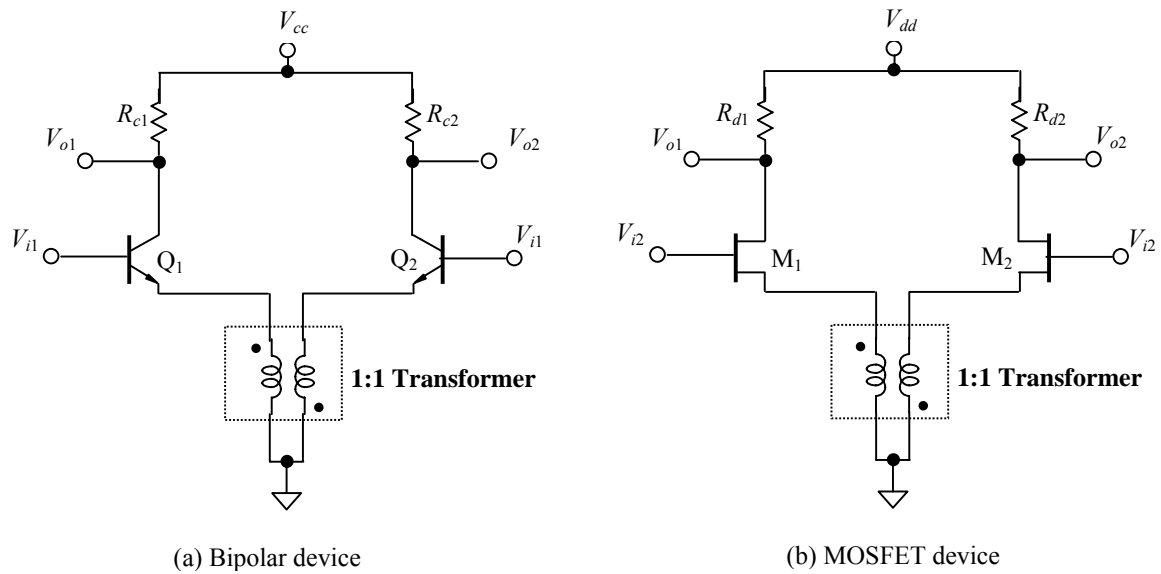 Vcc
Rc1
Rc2
Vo1
Vo2
Vi1
Q1
Q2
Vi1
1:1 Transformer
(a) Bipolar device
Vdd
Rd1
Rd2
Vo1
Vo2
Vi2
M1
M2
Vi2
1:1 Transformer
(b) MOSFET device